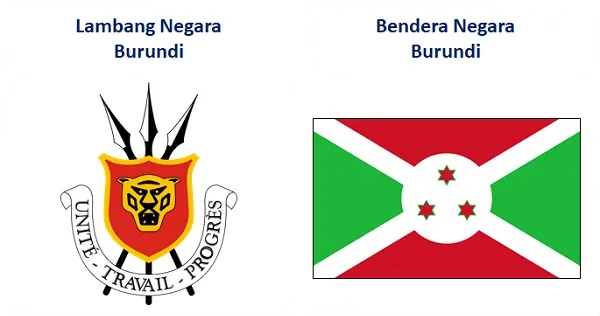 Lambang Negara
Burundi
Bendera Negara
Burundi
UNITÉ - TRAVAIL - PROGRÈS